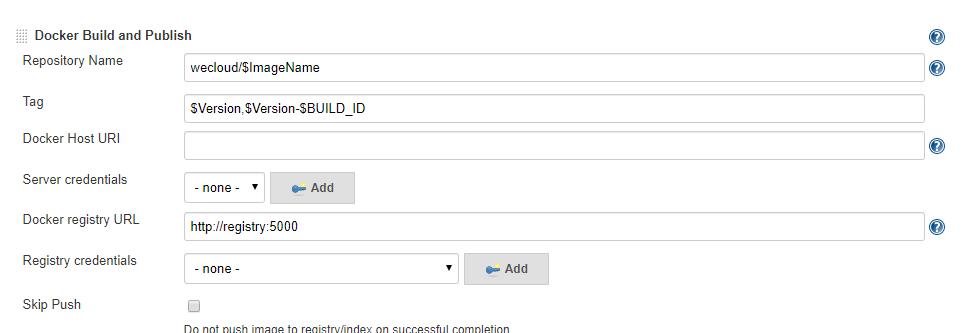 Docker Build and Publish
Repository Name
wecloud/$ImageName
Tag
$Version,$Version-$BUILD_ID
Docker Host URI
Server credentials
- none -
Add
Docker registry URL
http://registry:5000
Registry credentials
- none -
Add
Skip Push
Do not push image to registry/index on successful completion